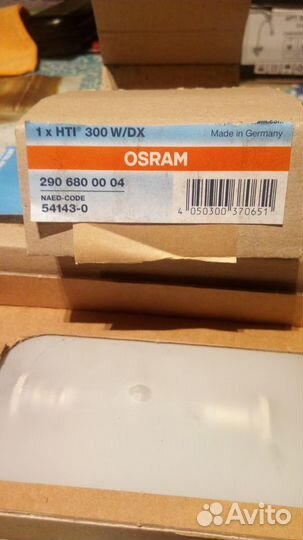 1 x HTI® 300 W/DX
Made in Germany
OSRAM
290 680 00 04
NAED-CODE
54143-0
4 050300 370651
Avito